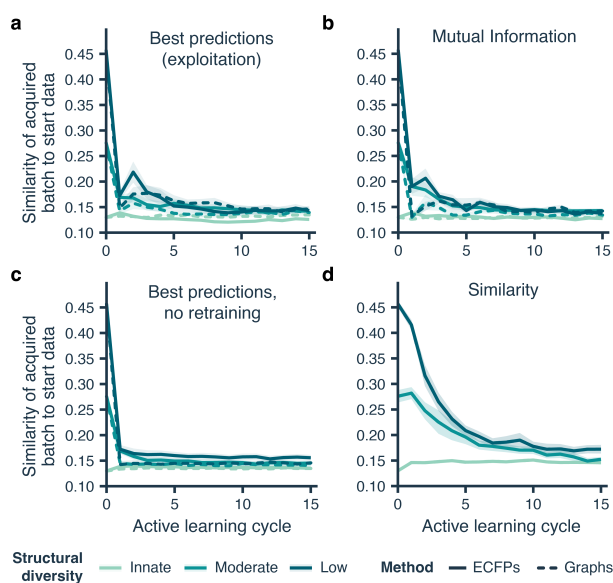 a
Best predictions
(exploitation)
Similarity of acquired
batch to start data
0.45
0.40
0.35
0.30
0.25
0.20
0.15
0.10
0
5
10
15
b
Mutual Information
0.45
0.40
0.35
0.30
0.25
0.20
0.15
0.10
0
5
10
15
c
Best predictions,
no retraining
Similarity of acquired
batch to start data
0.45
0.40
0.35
0.30
0.25
0.20
0.15
0.10
0
5
10
15
Active learning cycle
d
Similarity
0.45
0.40
0.35
0.30
0.25
0.20
0.15
0.10
0
5
10
15
Active learning cycle
Structural
diversity
Innate
Moderate
Low
Method
ECFPs
Graphs